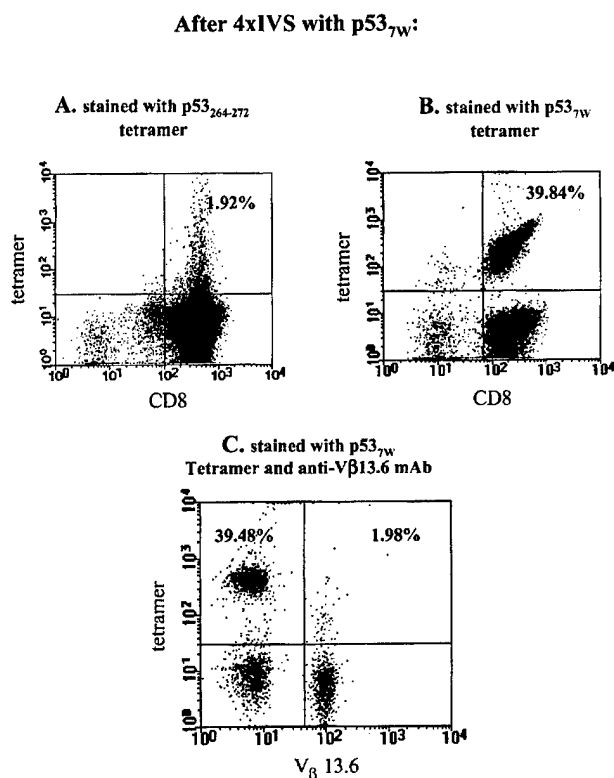 After 4xIVS with p53₇W:
A. stained with p53₂₆₄₋₂₇₂
tetramer
tetramer
10⁴
10³
10²
10¹
10⁰
1.92%
10⁰ 10¹ 10² 10³ 10⁴
CD8
B. stained with p53₇W
tetramer
tetramer
10⁴
10³
10²
10¹
10⁰
39.84%
10⁰ 10¹ 10² 10³ 10⁴
CD8
C. stained with p53₇W
Tetramer and anti-Vβ13.6 mAb
tetramer
10⁴
10³
10²
10¹
10⁰
39.48% 1.98%
10⁰ 10¹ 10² 10³ 10⁴
Vᵦ 13.6